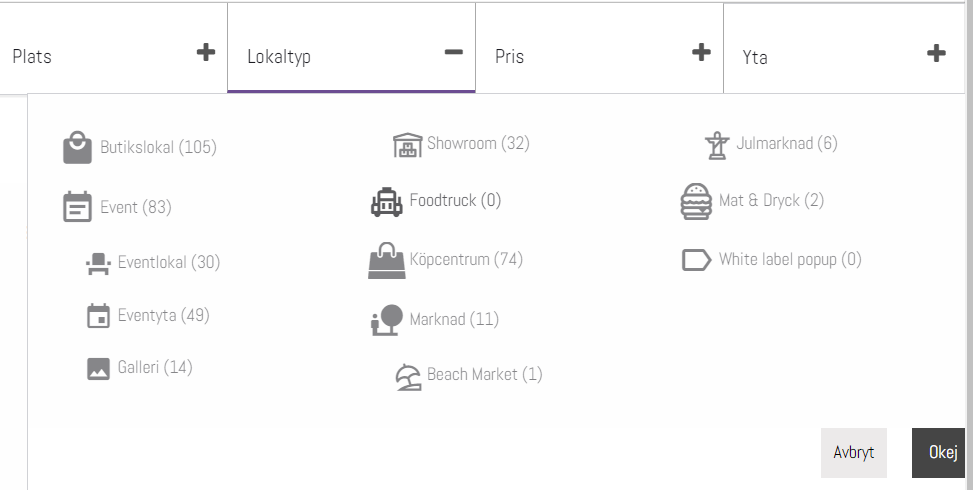 Plats
Lokaltyp
Pris
Yta
Butikslokal (105)
Event (83)
Eventlokal (30)
Eventyta (49)
Galleri (14)
Showroom (32)
Foodtruck (0)
Köpcentrum (74)
Marknad (11)
Beach Market (1)
Julmarknad (6)
Mat & Dryck (2)
White label popup (0)
Avbryt
Okej